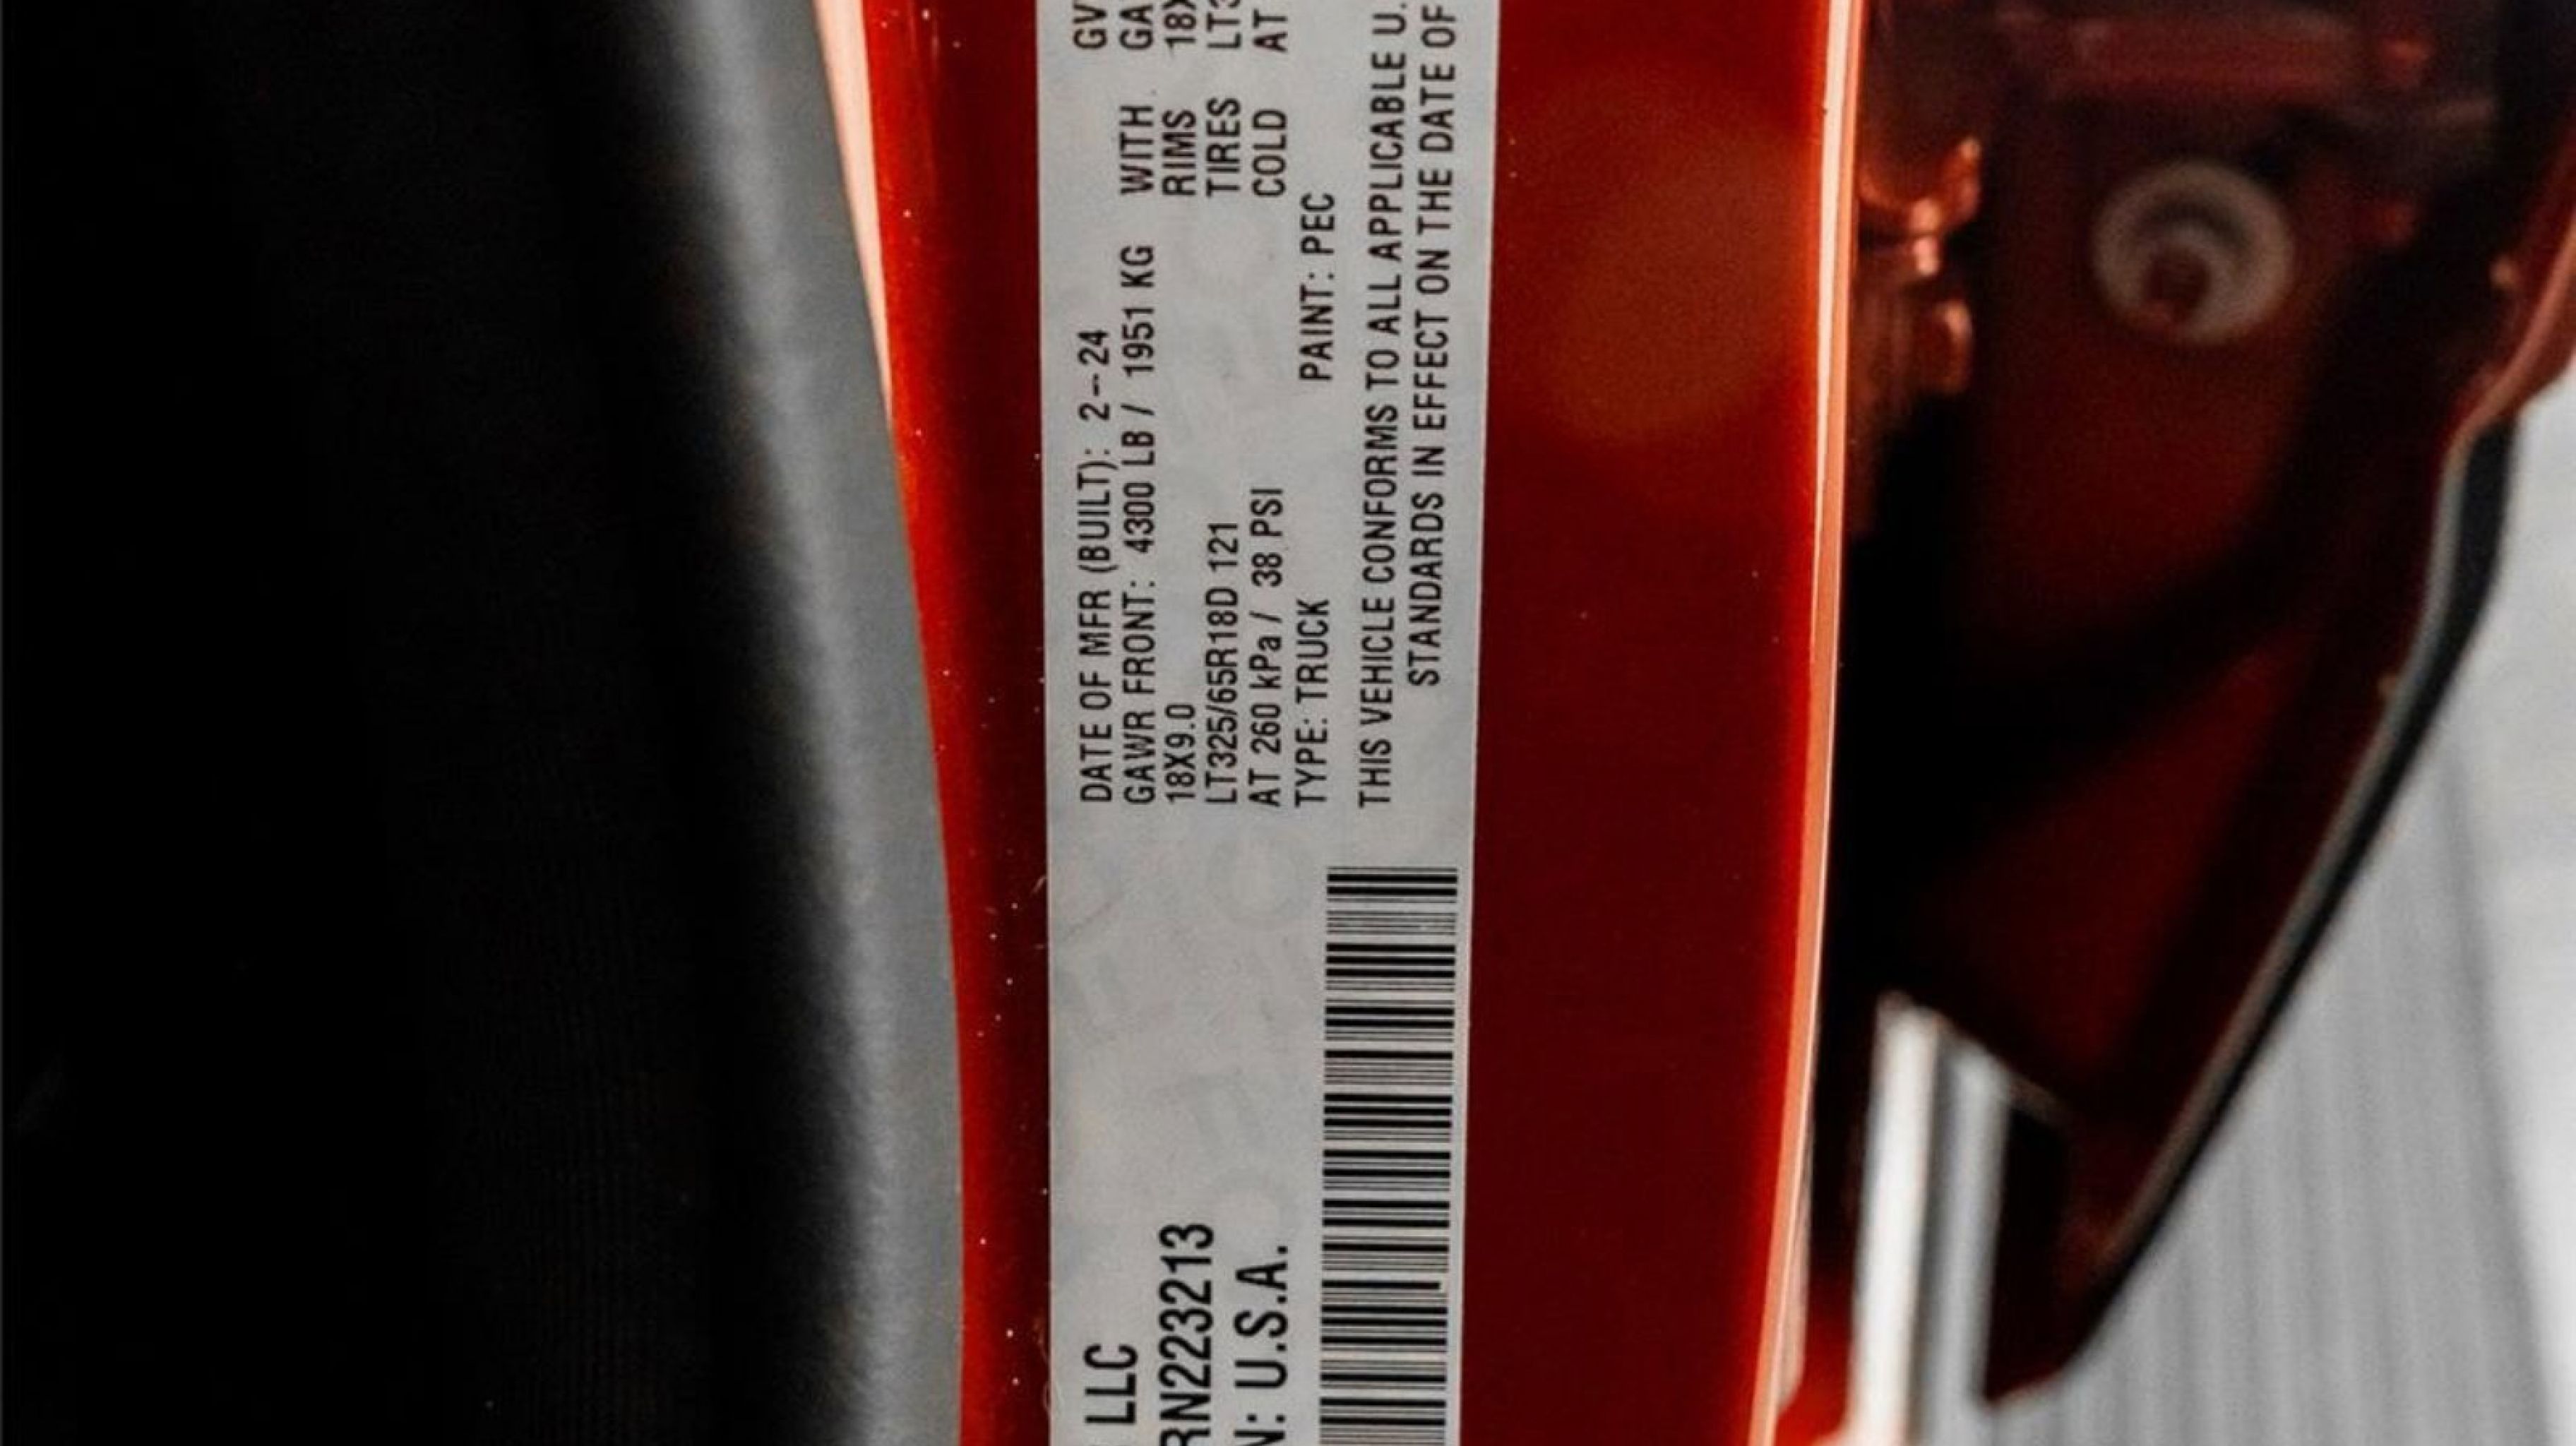 LLC
RN223213
N: U.S.A.
DATE OF MFR (BUILT): 2-24 GV
GAWR FRONT: 4300 LB / 1951 KG WITH GA
18X9.0 RIMS 18X
LT325/65R18D 121 TIRES LT3
AT 260 kPa / 38 PSI COLD AT
TYPE: TRUCK PAINT: PEC
THIS VEHICLE CONFORMS TO ALL APPLICABLE U.
STANDARDS IN EFFECT ON THE DATE OF